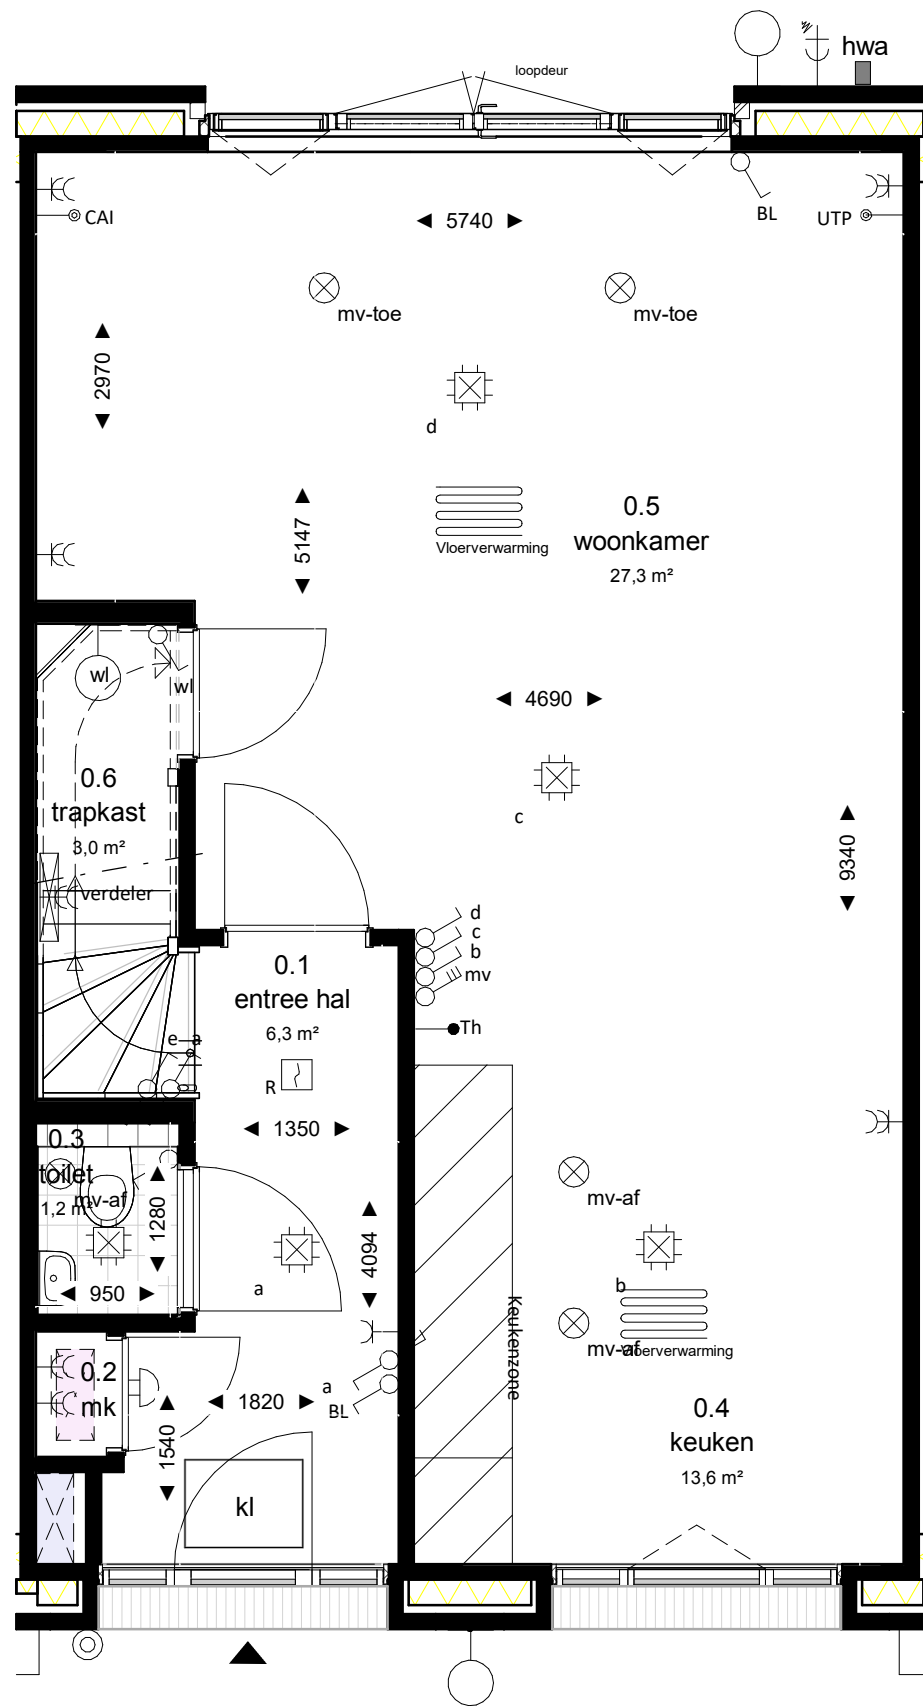 loopdeur
hwa
CAI
5740
BL
UTP
mv-toe
mv-toe
2970
d
5147
Vloerverwarming
0.5
woonkamer
27,3 m²
wl
wl
4690
0.6
trapkast
3,0 m²
c
verdeler
9340
d
c
b
mv
0.1
entree hal
6,3 m²
Th
e
a
R
1350
0.3
toilet
1,2 m²
mv-af
1280
950
a
4094
mv-af
b
Keukenzone
mv-af
Vloerverwarming
0.2
mk
a
BL
1820
1540
0.4
keuken
13,6 m²
kl